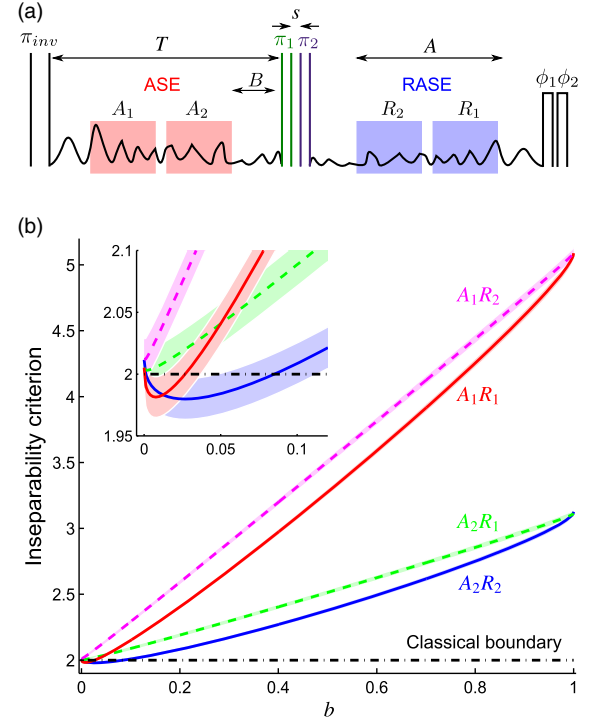 (a)
s
π_inv T π_1 π_2 A φ_1 φ_2
ASE B RASE
A_1 A_2 R_2 R_1
(b)
2.1
2.05
2
1.95
0 0.05 0.1
A_1R_2
A_1R_1
A_2R_1
A_2R_2
Classical boundary
Inseparability criterion
5
4.5
4
3.5
3
2.5
2
0 0.2 0.4 0.6 0.8 1
b